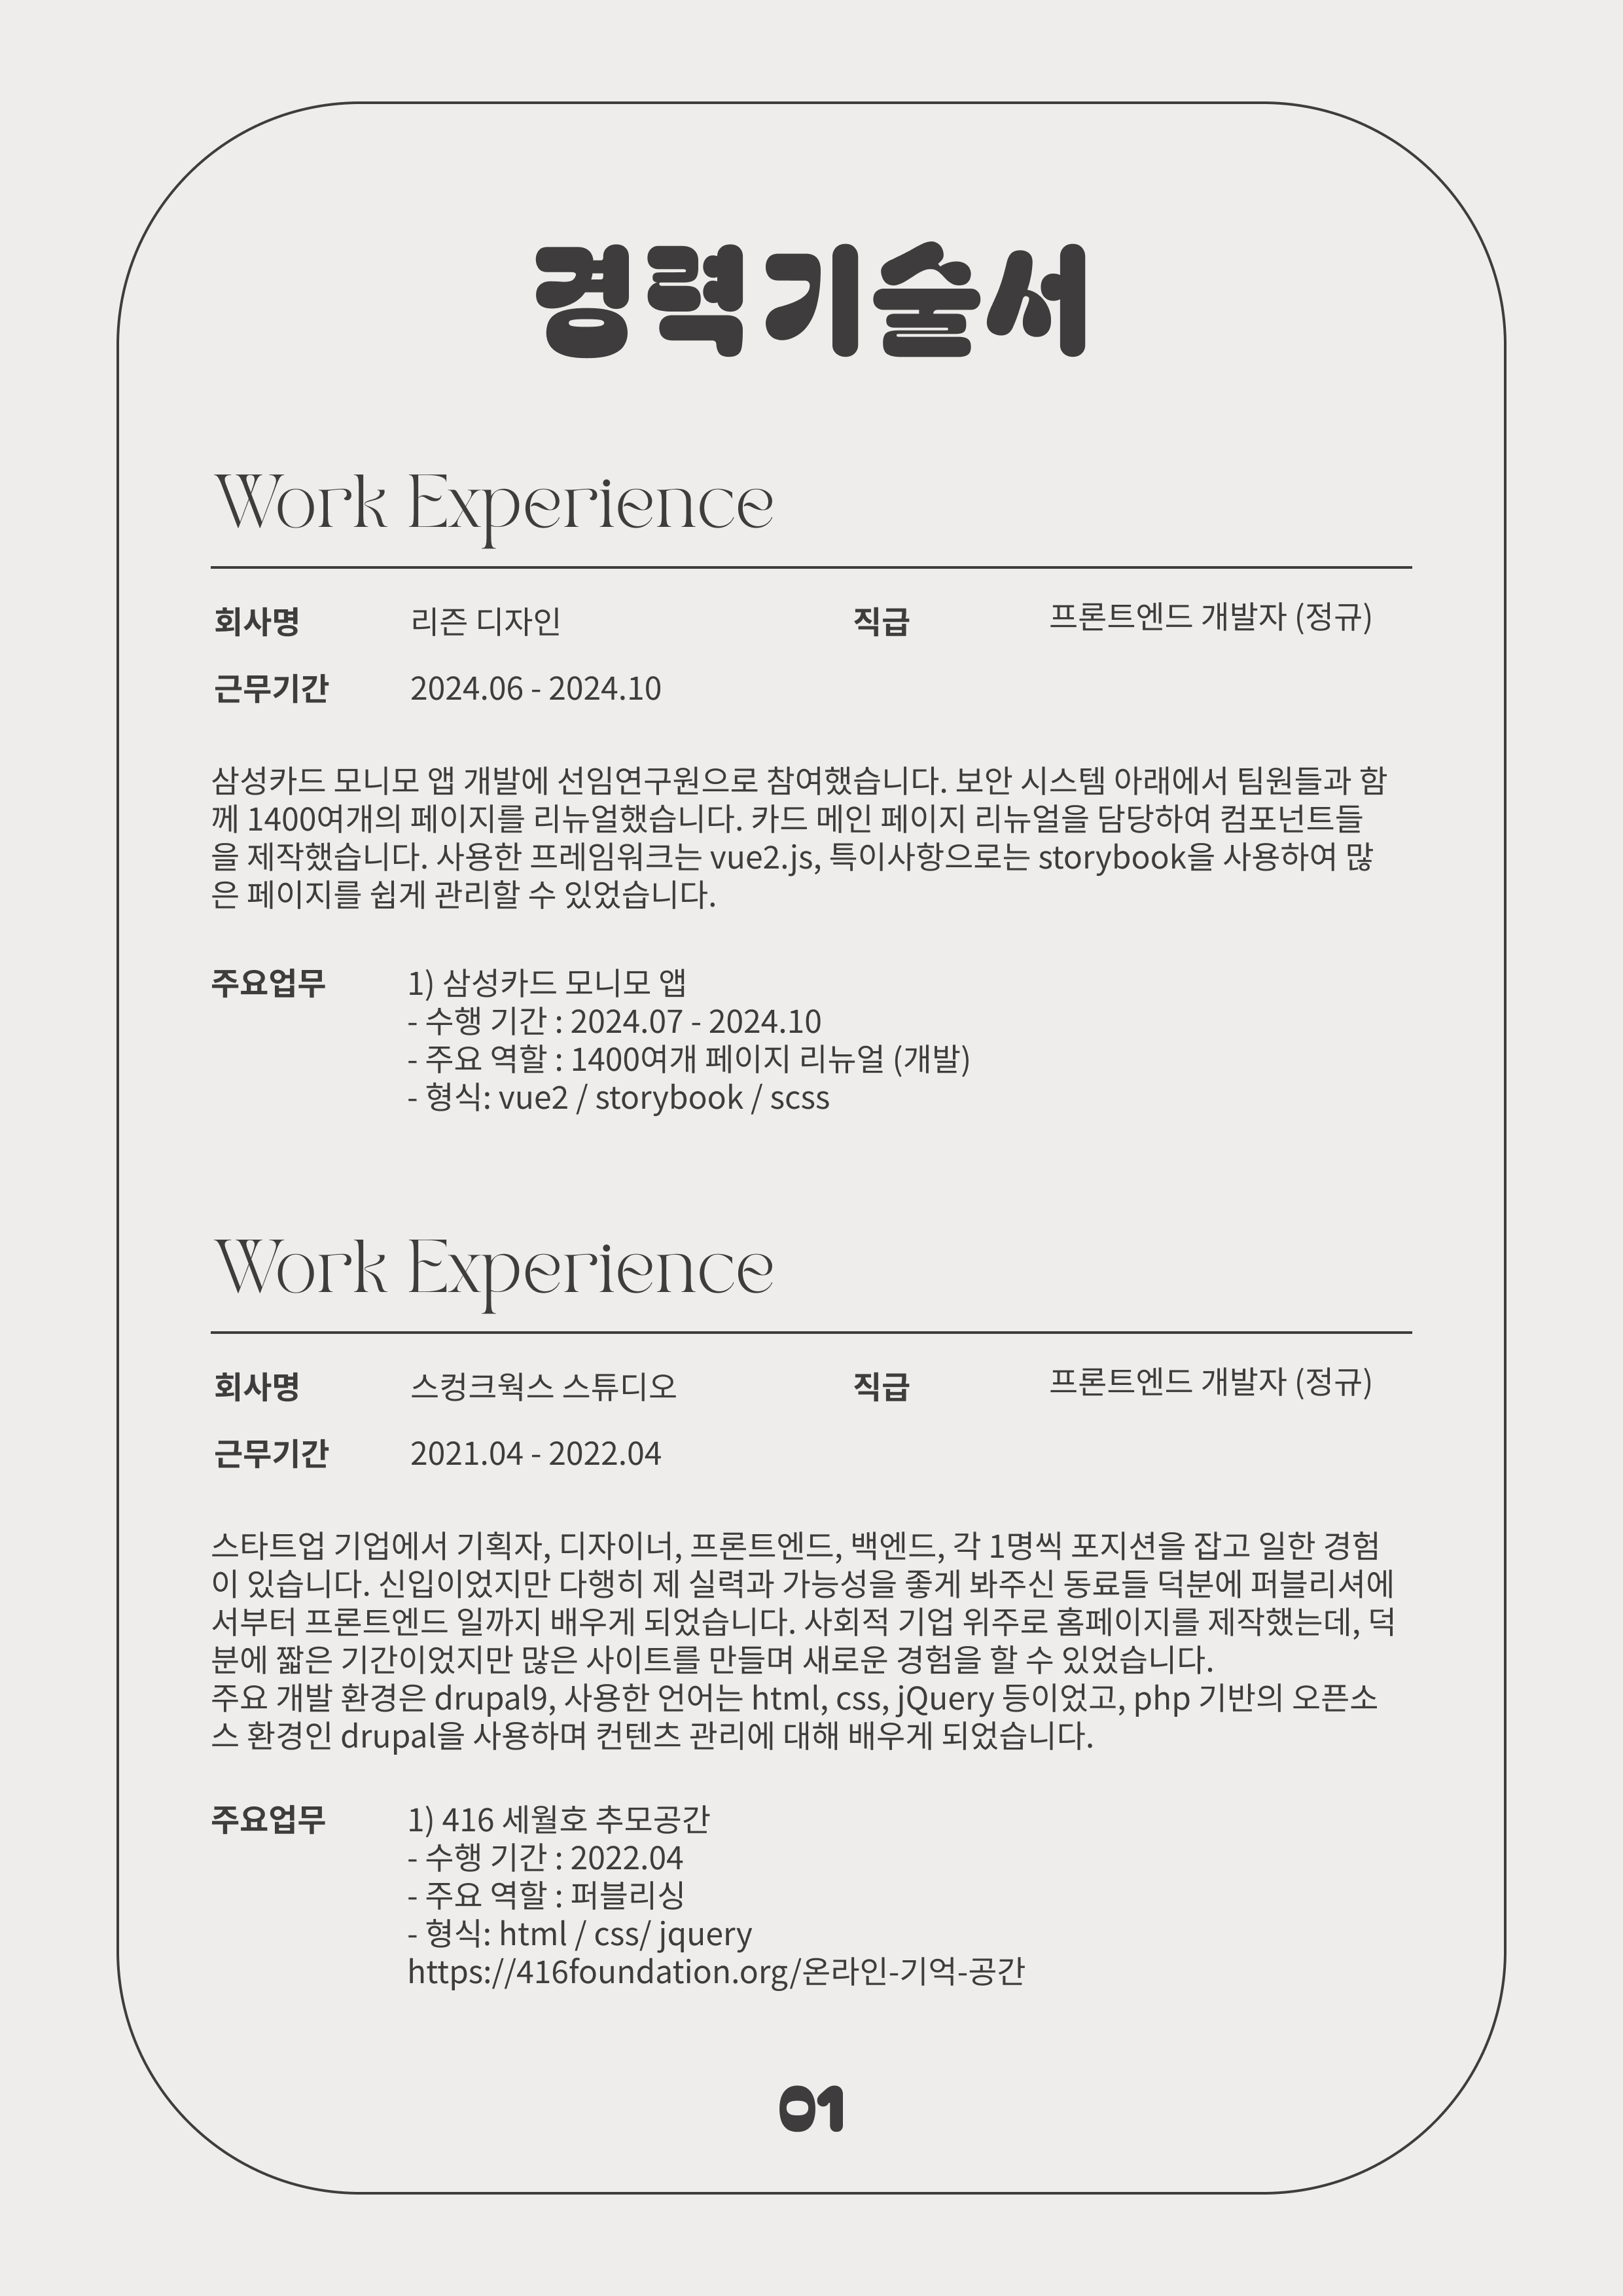 경력기술서
Work Experience
회사명 리즌 디자인 직급 프론트엔드 개발자 (정규)
근무기간 2024.06 - 2024.10
삼성카드 모니모 앱 개발에 선임연구원으로 참여했습니다. 보안 시스템 아래에서 팀원들과 함
께 1400여개의 페이지를 리뉴얼했습니다. 카드 메인 페이지 리뉴얼을 담당하여 컴포넌트들
을 제작했습니다. 사용한 프레임워크는 vue2.js, 특이사항으로는 storybook을 사용하여 많
은 페이지를 쉽게 관리할 수 있었습니다.
주요업무 1) 삼성카드 모니모 앱
- 수행 기간 : 2024.07 - 2024.10
- 주요 역할 : 1400여개 페이지 리뉴얼 (개발)
- 형식: vue2 / storybook / scss
Work Experience
회사명 스컹크웍스 스튜디오 직급 프론트엔드 개발자 (정규)
근무기간 2021.04 - 2022.04
스타트업 기업에서 기획자, 디자이너, 프론트엔드, 백엔드, 각 1명씩 포지션을 잡고 일한 경험
이 있습니다. 신입이었지만 다행히 제 실력과 가능성을 좋게 봐주신 동료들 덕분에 퍼블리셔에
서부터 프론트엔드 일까지 배우게 되었습니다. 사회적 기업 위주로 홈페이지를 제작했는데, 덕
분에 짧은 기간이었지만 많은 사이트를 만들며 새로운 경험을 할 수 있었습니다.
주요 개발 환경은 drupal9, 사용한 언어는 html, css, jQuery 등이었고, php 기반의 오픈소
스 환경인 drupal을 사용하며 컨텐츠 관리에 대해 배우게 되었습니다.
주요업무 1) 416 세월호 추모공간
- 수행 기간 : 2022.04
- 주요 역할 : 퍼블리싱
- 형식: html / css/ jquery
https://416foundation.org/온라인-기억-공간
01